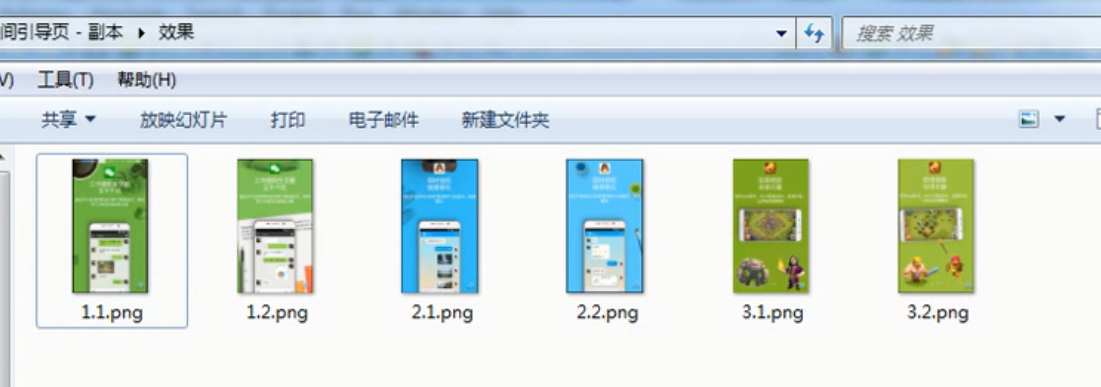 间引导页 - 副本 ▸ 效果
搜索 效果
V) 工具(T) 帮助(H)
共享 放映幻灯片 打印 电子邮件 新建文件夹
1.1.png 1.2.png 2.1.png 2.2.png 3.1.png 3.2.png